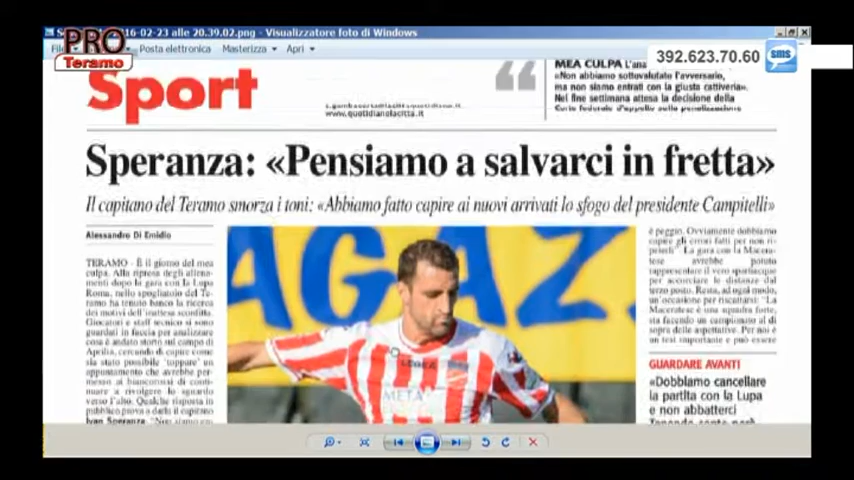 16-02-23 alle 20.39.02.png - Visualizzatore foto di Windows
Posta elettronica Masterizza Apri
PRO
Teramo
392.623.70.60
sms
Sport
www.quotidianolacitta.it
MEA CULPA L'ana
«Non abbiamo sottovalutato l'avversario,
ma non siamo entrati con la giusta cattiveria».
Nel fine settimana attesa la decisione della
Corte federale d'appello sulla penalizzazione
Speranza: «Pensiamo a salvarci in fretta»
Il capitano del Teramo smorza i toni: «Abbiamo fatto capire ai nuovi arrivati lo sfogo del presidente Campitelli»
Alessandro Di Emidio
TERAMO - È il giorno del mea
culpa. Alla ripresa degli allena-
menti dopo la gara con la Lupa
Roma, nello spogliatoio del Te-
ramo ha tenuto banco la ricerca
dei motivi dell'irattesa sconfitta.
Giocatori e staff tecnico si sono
guardati in faccia per analizzare
cosa è andato storto sul campo di
Aprilia, cercando di capire come
sia stato possibile 'toppare' un
appuntamento che avrebbe per-
messo ai biancorossi di conti-
nuare a rivolgere lo sguardo
verso l'alto. Qualche risposta in
pubblico prova a darla il capitano
Ivan Speranza.
AGAZ
META
è peggio. Ovviamente dobbiamo
capire gli errori fatti per non ri-
peterli". La gara con la Macera-
tese avrebbe potuto
rappresentare il vero spartiacque
per accorciare le distanze dal
terzo posto. Resta, ad ogni modo,
un'occasione per riscattarsi: "La
Maceratese è una squadra forte,
sta facendo un campionato al di
sopra delle aspettative. Per noi è
un test importante e può essere
GUARDARE AVANTI
«Dobbiamo cancellare
la partita con la Lupa
e non abbatterci